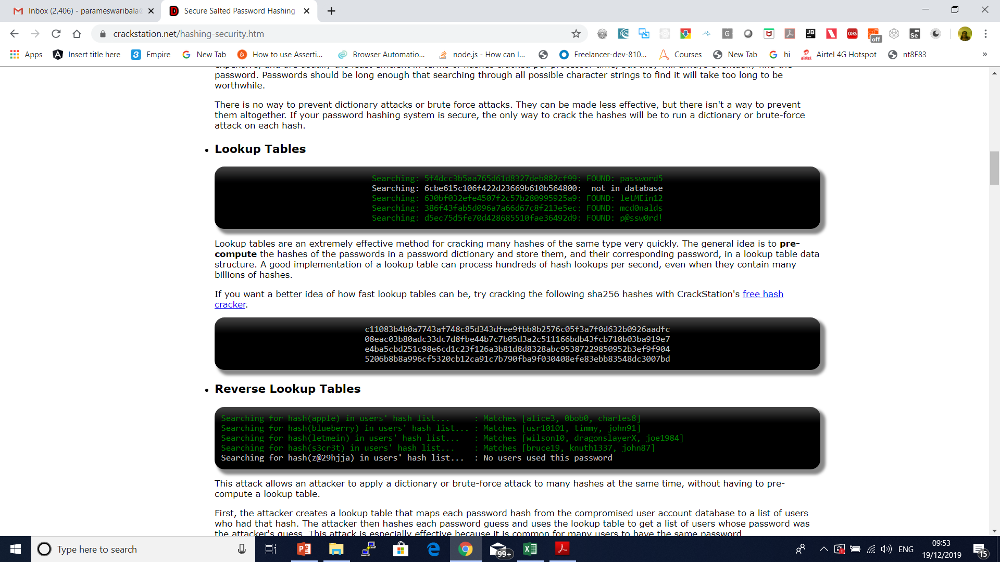 Inbox (2,406) - parameswaribala
Secure Salted Password Hashing
crackstation.net/hashing-security.htm
off
Apps
Insert title here
Empire
New Tab
How to use Asserti...
Browser Automatio...
node.js - How can I...
Freelancer-dev-810...
Courses
New Tab
hi
Airtel 4G Hotspot
nt8F83
»
password. Passwords should be long enough that searching through all possible character strings to find it will take too long to be
worthwhile.
There is no way to prevent dictionary attacks or brute force attacks. They can be made less effective, but there isn't a way to prevent
them altogether. If your password hashing system is secure, the only way to crack the hashes will be to run a dictionary or brute-force
attack on each hash.
• Lookup Tables
Searching: 5f4dcc3b5aa765d61d8327deb882cf99: FOUND: password5
Searching: 6cbe615c106f422d23669b610b564800:  not in database
Searching: 630bf032efe4507f2c57b280995925a9: FOUND: letMEin12
Searching: 386f43fab5d096a7a66d67c8f213e5ec: FOUND: mcd0nalds
Searching: d5ec75d5fe70d428685510fae36492d9: FOUND: p@ssw0rd!
Lookup tables are an extremely effective method for cracking many hashes of the same type very quickly. The general idea is to pre-
compute the hashes of the passwords in a password dictionary and store them, and their corresponding password, in a lookup table data
structure. A good implementation of a lookup table can process hundreds of hash lookups per second, even when they contain many
billions of hashes.
If you want a better idea of how fast lookup tables can be, try cracking the following sha256 hashes with CrackStation's free hash
cracker.
c11083b4b0a7743af748c85d343dfee9fbb8b2576c05f3a7f0d632b0926aadfc
08eac03b80adc33dc7d8fbe44b7c7b05d3a2c511166bdb43fcb710b03ba919e7
e4ba5cbd251c98e6cd1c23f126a3b81d8d8328abc95387229850952b3ef9f904
5206b8b8a996cf5320cb12ca91c7b790fba9f030408efe83ebb83548dc3007bd
• Reverse Lookup Tables
Searching for hash(apple) in users' hash list...     : Matches [alice3, 0bob0, charles8]
Searching for hash(blueberry) in users' hash list... : Matches [usr10101, timmy, john91]
Searching for hash(letmein) in users' hash list...   : Matches [wilson10, dragonslayerX, joe1984]
Searching for hash(s3cr3t) in users' hash list...    : Matches [bruce19, knuth1337, john87]
Searching for hash(z@29hjja) in users' hash list...  : No users used this password
This attack allows an attacker to apply a dictionary or brute-force attack to many hashes at the same time, without having to pre-
compute a lookup table.
First, the attacker creates a lookup table that maps each password hash from the compromised user account database to a list of users
who had that hash. The attacker then hashes each password guess and uses the lookup table to get a list of users whose password was
the attacker's guess. This attack is especially effective because it is common for many users to have the same password.
Type here to search
99+
ENG
09:53
19/12/2019
15